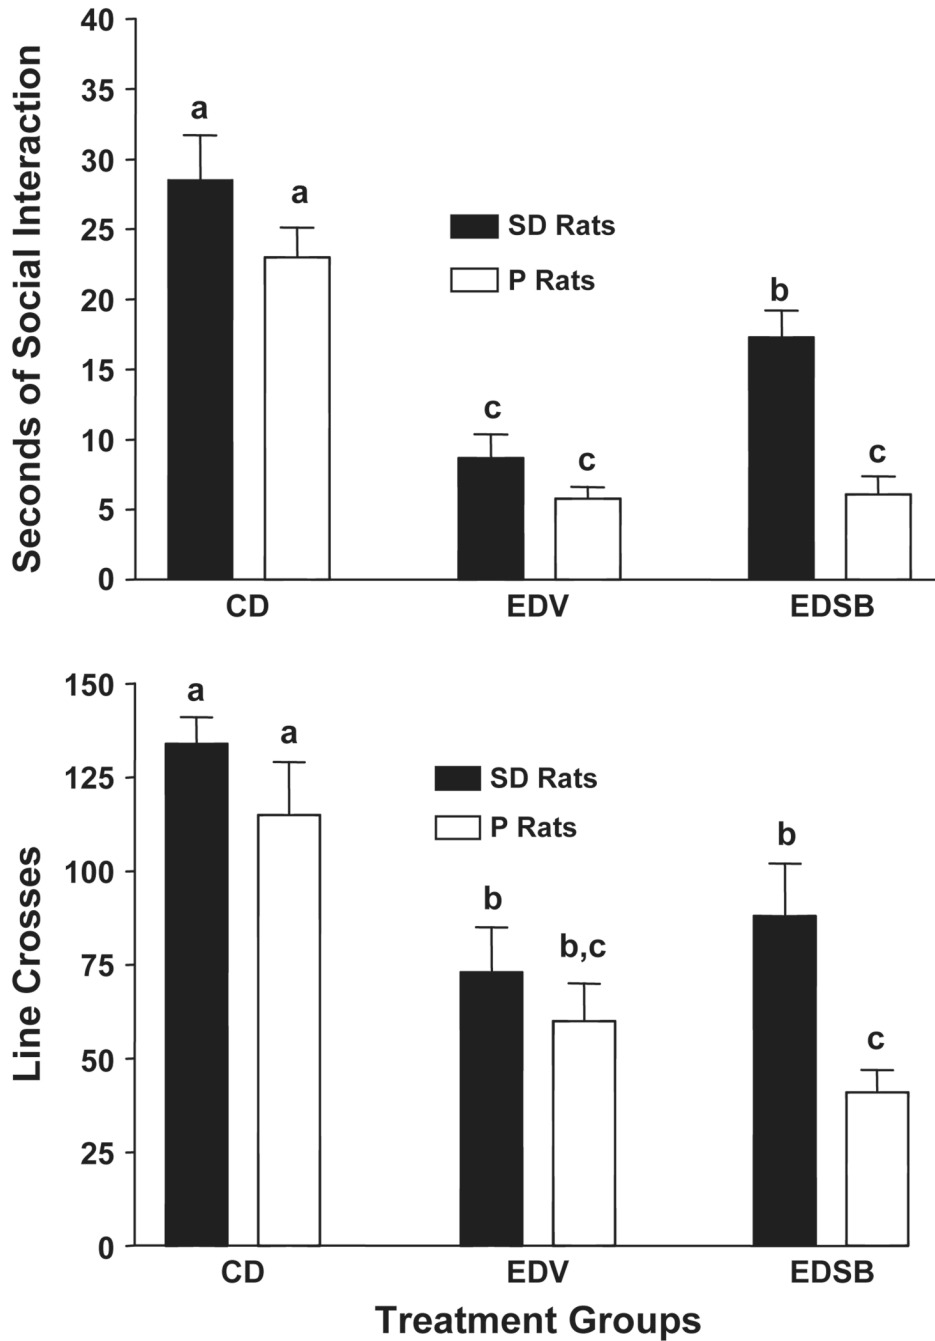 Seconds of Social Interaction
40
35
30
25
20
15
10
5
0
a
a
c
c
b
c
SD Rats
P Rats
CD EDV EDSB
Line Crosses
150
125
100
75
50
25
0
a
a
b
b,c
b
c
SD Rats
P Rats
CD EDV EDSB
Treatment Groups